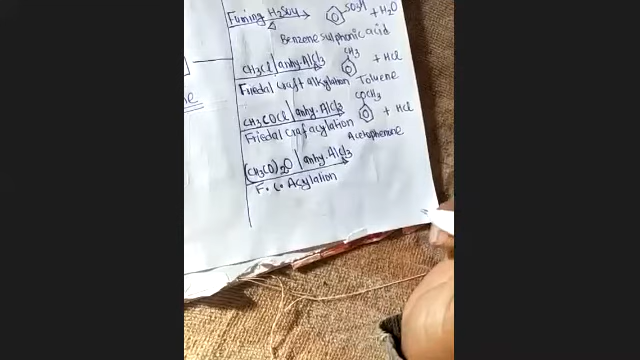 Fuming H₂SO₄ SO₃H + H₂O
Δ
Benzene sulphonic acid
CH₃
CH₃Cl | anhy. AlCl₃ + HCl
Friedal Craft alkylation Toluene
COCH₃
CH₃COCl | anhy. AlCl₃ + HCl
Friedal Craf acylation Acetophenone
(CH₃CO)₂O | anhy. AlCl₃
F. C. Acylation